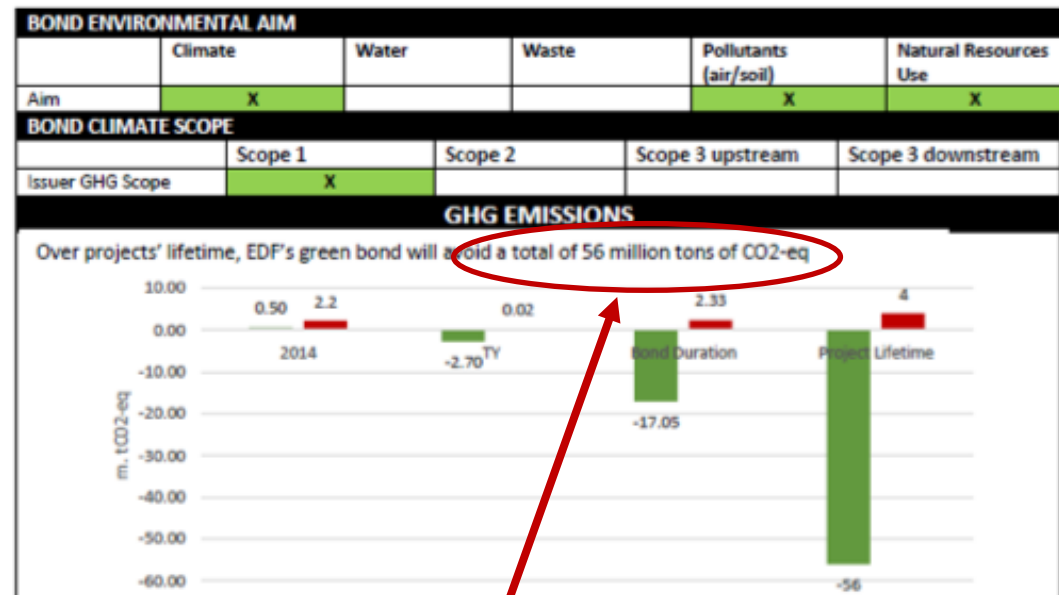 BOND ENVIRONMENTAL AIM
Climate Water Waste Pollutants (air/soil) Natural Resources Use
Aim X X X
BOND CLIMATE SCOPE
Scope 1 Scope 2 Scope 3 upstream Scope 3 downstream
Issuer GHG Scope X
GHG EMISSIONS
Over projects' lifetime, EDF's green bond will avoid a total of 56 million tons of CO2-eq
10.00
0.50 2.2 0.02 2.33 4
0.00
2014 TY Bond Duration Project Lifetime
-2.70
-10.00
m. tCO2-eq
-20.00
-17.05
-30.00
-40.00
-50.00
-60.00
-56